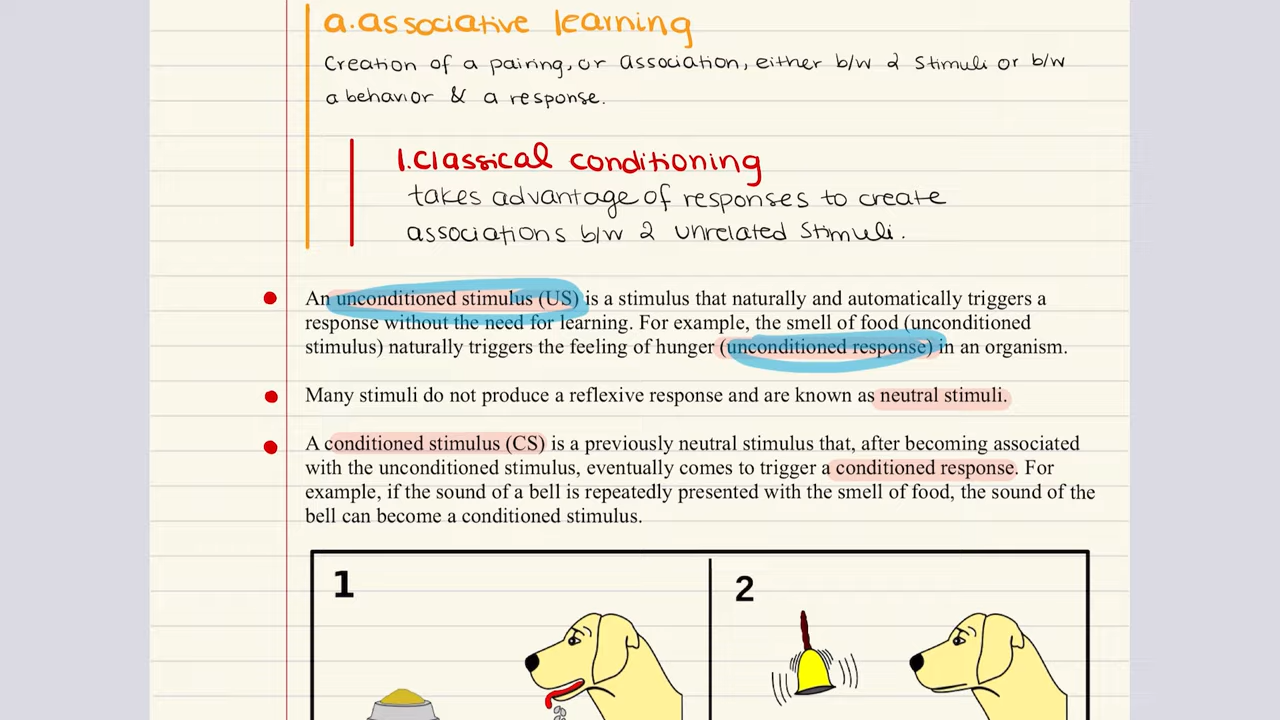 a. associative learning
Creation of a pairing, or association, either b/w 2 stimuli or b/w
a behavior & a response.
1. Classical conditioning
takes advantage of responses to create
associations b/w 2 unrelated stimuli.
An unconditioned stimulus (US) is a stimulus that naturally and automatically triggers a
response without the need for learning. For example, the smell of food (unconditioned
stimulus) naturally triggers the feeling of hunger (unconditioned response) in an organism.
Many stimuli do not produce a reflexive response and are known as neutral stimuli.
A conditioned stimulus (CS) is a previously neutral stimulus that, after becoming associated
with the unconditioned stimulus, eventually comes to trigger a conditioned response. For
example, if the sound of a bell is repeatedly presented with the smell of food, the sound of the
bell can become a conditioned stimulus.
1
2